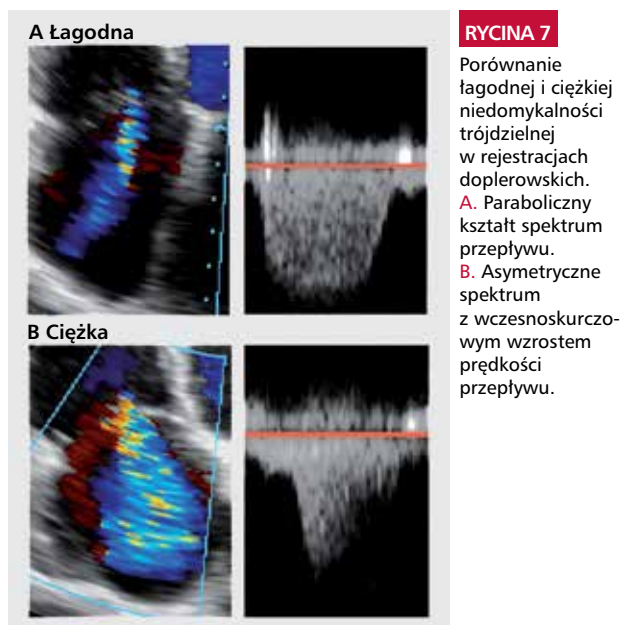 A Łagodna
B Ciężka
RYCINA 7
Porównanie
łagodnej i ciężkiej
niedomykalności
trójdzielnej
w rejestracjach
doplerowskich.
A. Paraboliczny
kształt spektrum
przepływu.
B. Asymetryczne
spektrum
z wczesnoskurczo-
wym wzrostem
prędkości
przepływu.